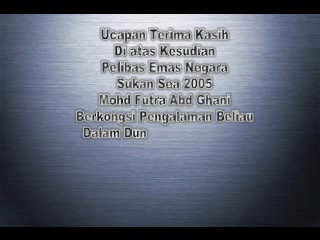 Ucapan Terima Kasih
Di atas Kesudian
Pelibas Emas Negara
Sukan Sea 2005
Mohd Futra Abd Ghani
Berkongsi Pengalaman Beliau
Dalam Dun